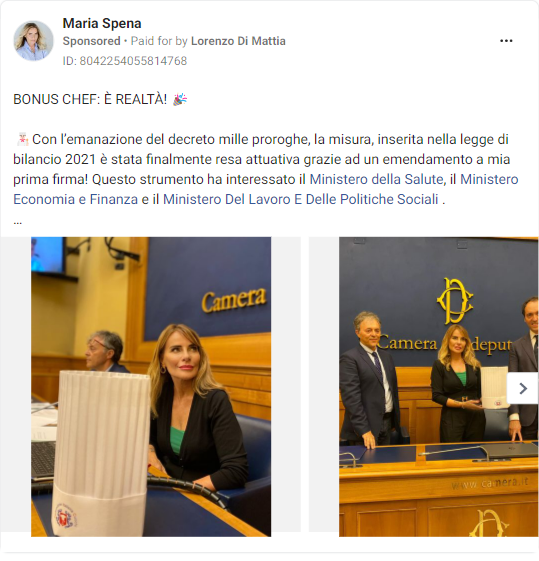 Maria Spena
Sponsored • Paid for by Lorenzo Di Mattia
ID: 8042254055814768
BONUS CHEF: È REALTÀ! 🎉
👨🏻‍🍳Con l’emanazione del decreto mille proroghe, la misura, inserita nella legge di
bilancio 2021 è stata finalmente resa attuativa grazie ad un emendamento a mia
prima firma! Questo strumento ha interessato il Ministero della Salute, il Ministero
Economia e Finanza e il Ministero Del Lavoro E Delle Politiche Sociali .
...
Camera
Camera deput
www.camera.it